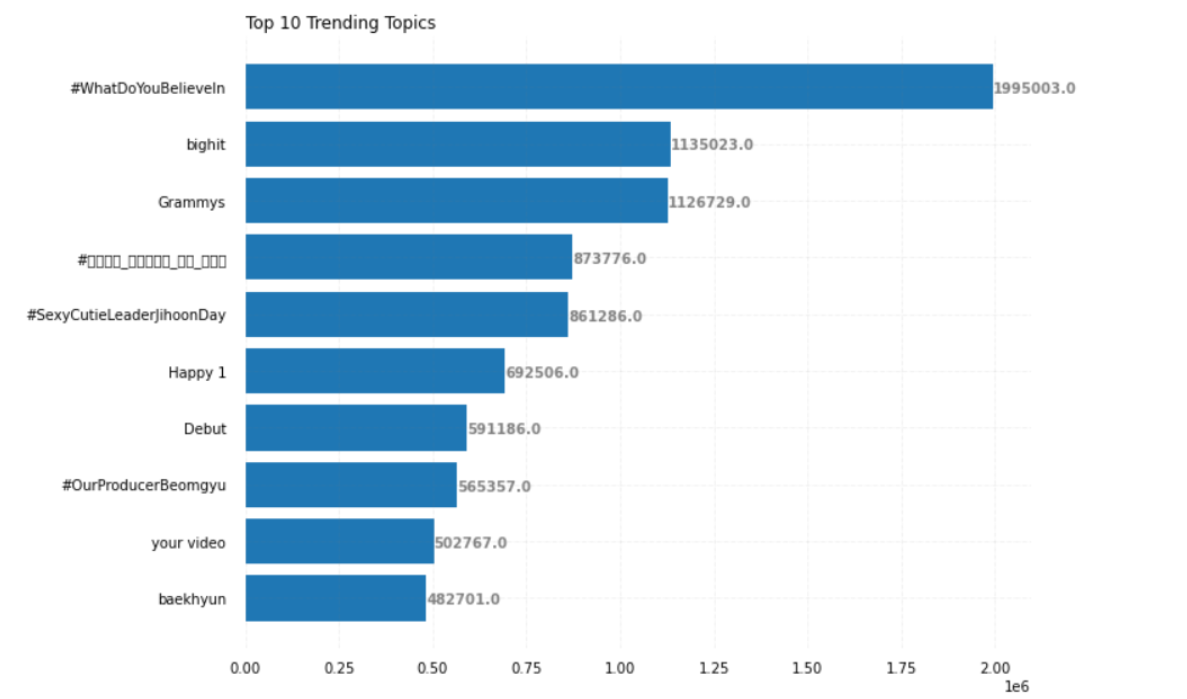 Top 10 Trending Topics
#WhatDoYouBelieveIn
1995003.0
bighit
1135023.0
Grammys
1126729.0
873776.0
#SexyCutieLeaderJihoonDay
861286.0
Happy 1
692506.0
Debut
591186.0
#OurProducerBeomgyu
565357.0
your video
502767.0
baekhyun
482701.0
0.00 0.25 0.50 0.75 1.00 1.25 1.50 1.75 2.00
1e6